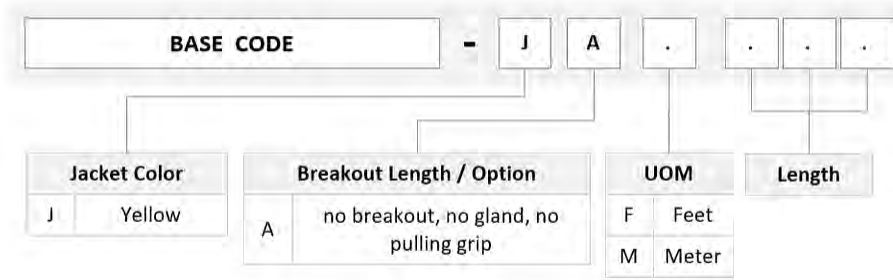 BASE CODE - J A . . . .
Jacket Color
J Yellow
Breakout Length / Option
A no breakout, no gland, no
pulling grip
UOM
F Feet
M Meter
Length